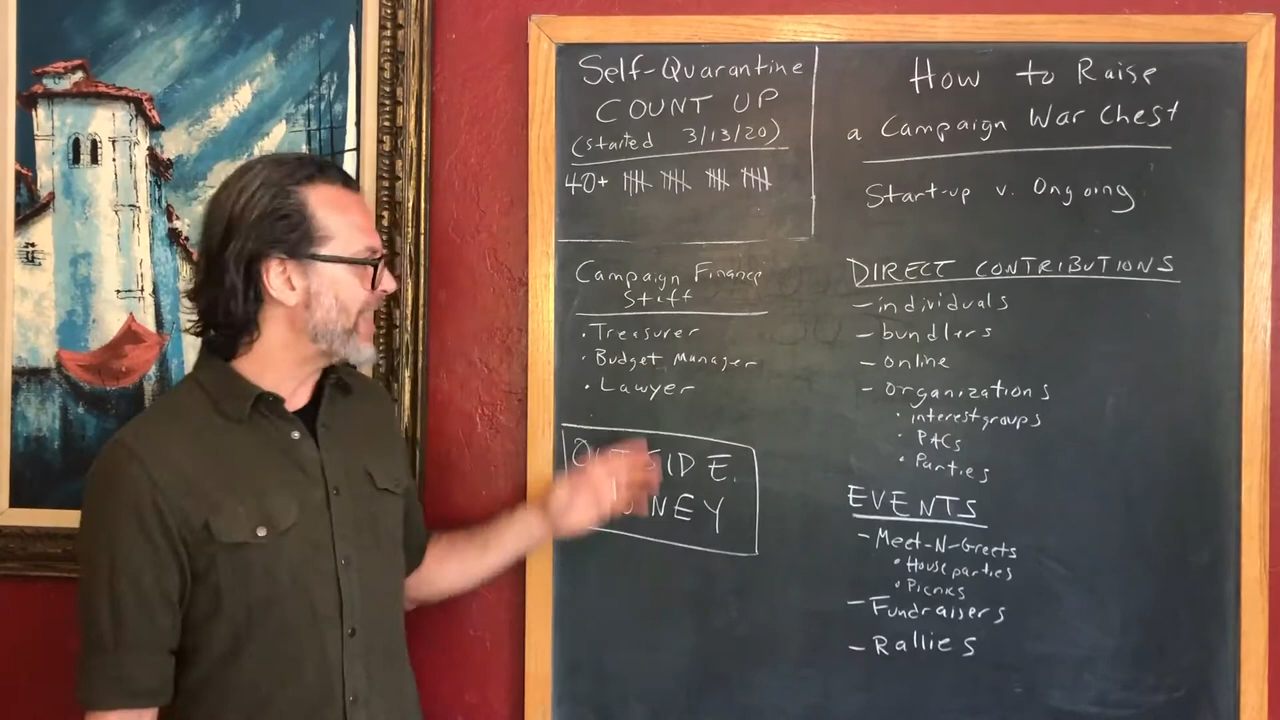 Self-Quarantine
COUNT UP
(started 3/13/20)
40+
Campaign Finance
Staff
• Treasurer
• Budget Manager
• Lawyer
OUTSIDE
MONEY
How to Raise
a Campaign War Chest
Start-up v. Ongoing
DIRECT CONTRIBUTIONS
- individuals
- bundlers
- online
- organizations
• interest groups
• PACs
• Parties
EVENTS
- Meet-N-Greets
• House parties
• Picnics
- Fundraisers
- Rallies